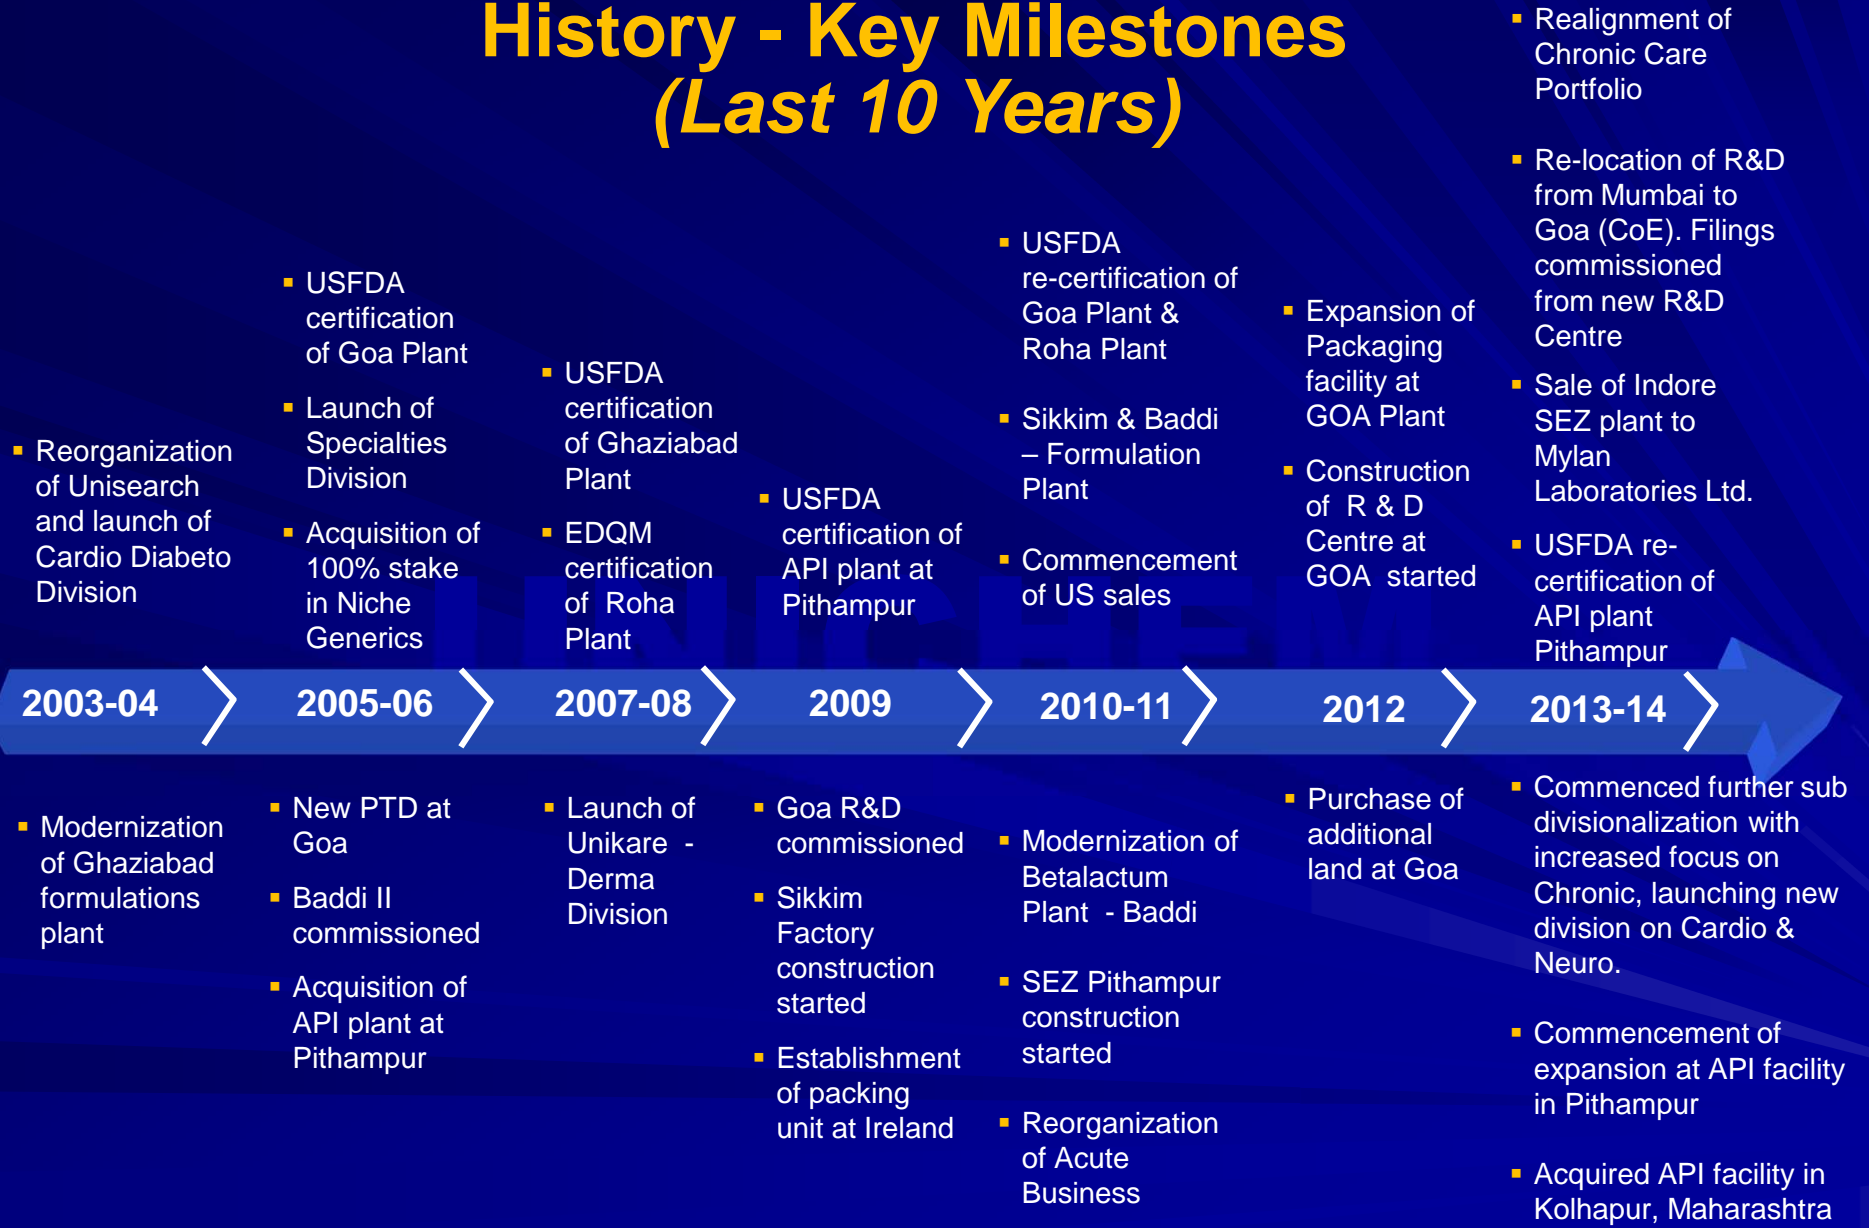 History - Key Milestones
(Last 10 Years)
Reorganization
of Unisearch
and launch of
Cardio Diabeto
Division
USFDA
certification
of Goa Plant
Launch of
Specialties
Division
Acquisition of
100% stake
in Niche
Generics
USFDA
certification
of Ghaziabad
Plant
EDQM
certification
of Roha
Plant
USFDA
certification of
API plant at
Pithampur
USFDA
re-certification of
Goa Plant &
Roha Plant
Sikkim & Baddi
– Formulation
Plant
Commencement
of US sales
Expansion of
Packaging
facility at
GOA Plant
Construction
of R & D
Centre at
GOA started
Realignment of
Chronic Care
Portfolio
Re-location of R&D
from Mumbai to
Goa (CoE). Filings
commissioned
from new R&D
Centre
Sale of Indore
SEZ plant to
Mylan
Laboratories Ltd.
USFDA re-
certification of
API plant
Pithampur
UNICHEM
2003-04
2005-06
2007-08
2009
2010-11
2012
2013-14
Modernization
of Ghaziabad
formulations
plant
New PTD at
Goa
Baddi II
commissioned
Acquisition of
API plant at
Pithampur
Launch of
Unikare -
Derma
Division
Goa R&D
commissioned
Sikkim
Factory
construction
started
Establishment
of packing
unit at Ireland
Modernization of
Betalactum
Plant - Baddi
SEZ Pithampur
construction
started
Reorganization
of Acute
Business
Purchase of
additional
land at Goa
Commenced further sub
divisionalization with
increased focus on
Chronic, launching new
division on Cardio &
Neuro.
Commencement of
expansion at API facility
in Pithampur
Acquired API facility in
Kolhapur, Maharashtra